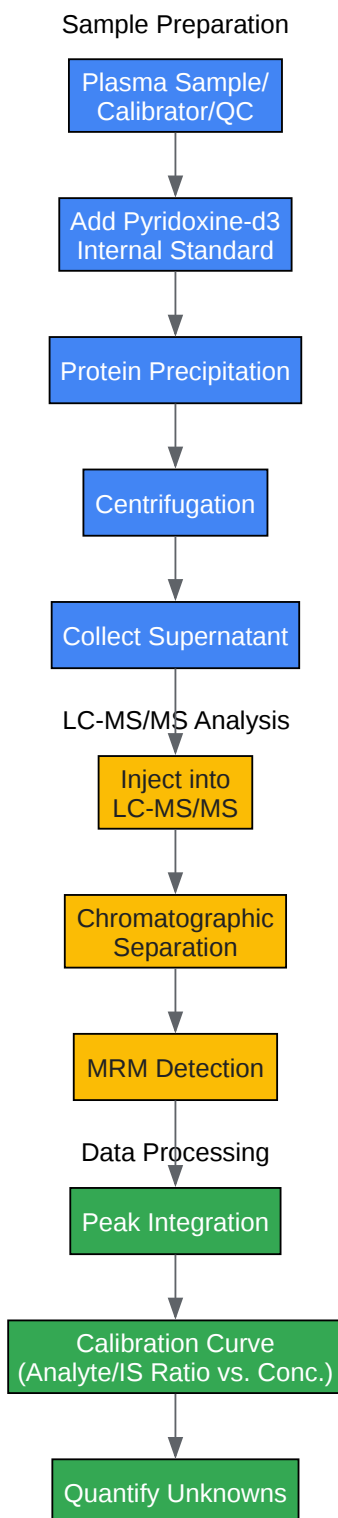 Sample Preparation
Plasma Sample/
Calibrator/QC
Add Pyridoxine-d3
Internal Standard
Protein Precipitation
Centrifugation
Collect Supernatant
LC-MS/MS Analysis
Inject into
LC-MS/MS
Chromatographic
Separation
MRM Detection
Data Processing
Peak Integration
Calibration Curve
(Analyte/IS Ratio vs. Conc.)
Quantify Unknowns